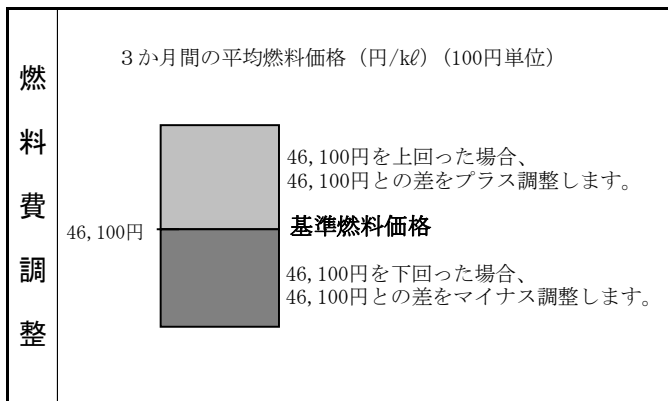 燃料費調整
３か月間の平均燃料価格（円/kℓ）（100円単位）
46,100円を上回った場合、
46,100円との差をプラス調整します。
46,100円
基準燃料価格
46,100円を下回った場合、
46,100円との差をマイナス調整します。